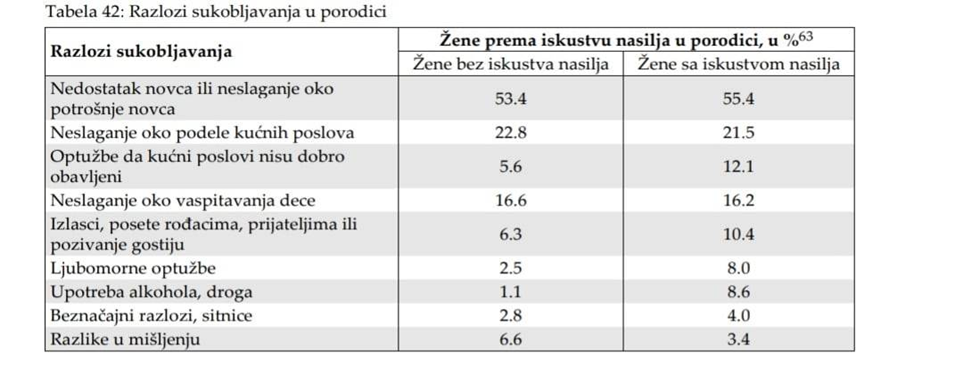 Tabela 42: Razlozi sukobljavanja u porodici
Razlozi sukobljavanja
Žene prema iskustvu nasilja u porodici, u %63
Žene bez iskustva nasilja Žene sa iskustvom nasilja
Nedostatak novca ili neslaganje oko
potrošnje novca
53.4 55.4
Neslaganje oko podele kućnih poslova 22.8 21.5
Optužbe da kućni poslovi nisu dobro
obavljeni
5.6 12.1
Neslaganje oko vaspitavanja dece 16.6 16.2
Izlasci, posete rođacima, prijateljima ili
pozivanje gostiju
6.3 10.4
Ljubomorne optužbe 2.5 8.0
Upotreba alkohola, droga 1.1 8.6
Beznačajni razlozi, sitnice 2.8 4.0
Razlike u mišljenju 6.6 3.4